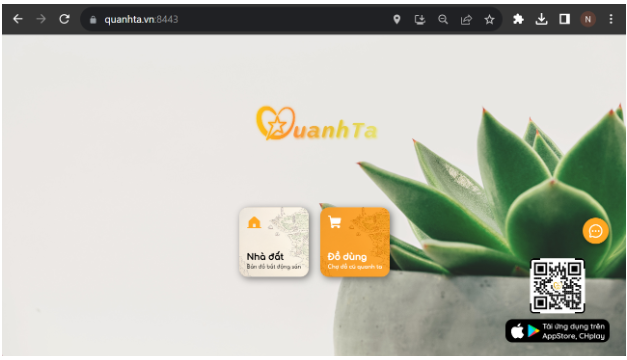 quanhta.vn:8443
N
QuanhTa
Nhà đất
Bản đồ bất động sản
Đồ dùng
Chợ đồ cũ quanh ta
Tải ứng dụng trên
AppStore, CHplay